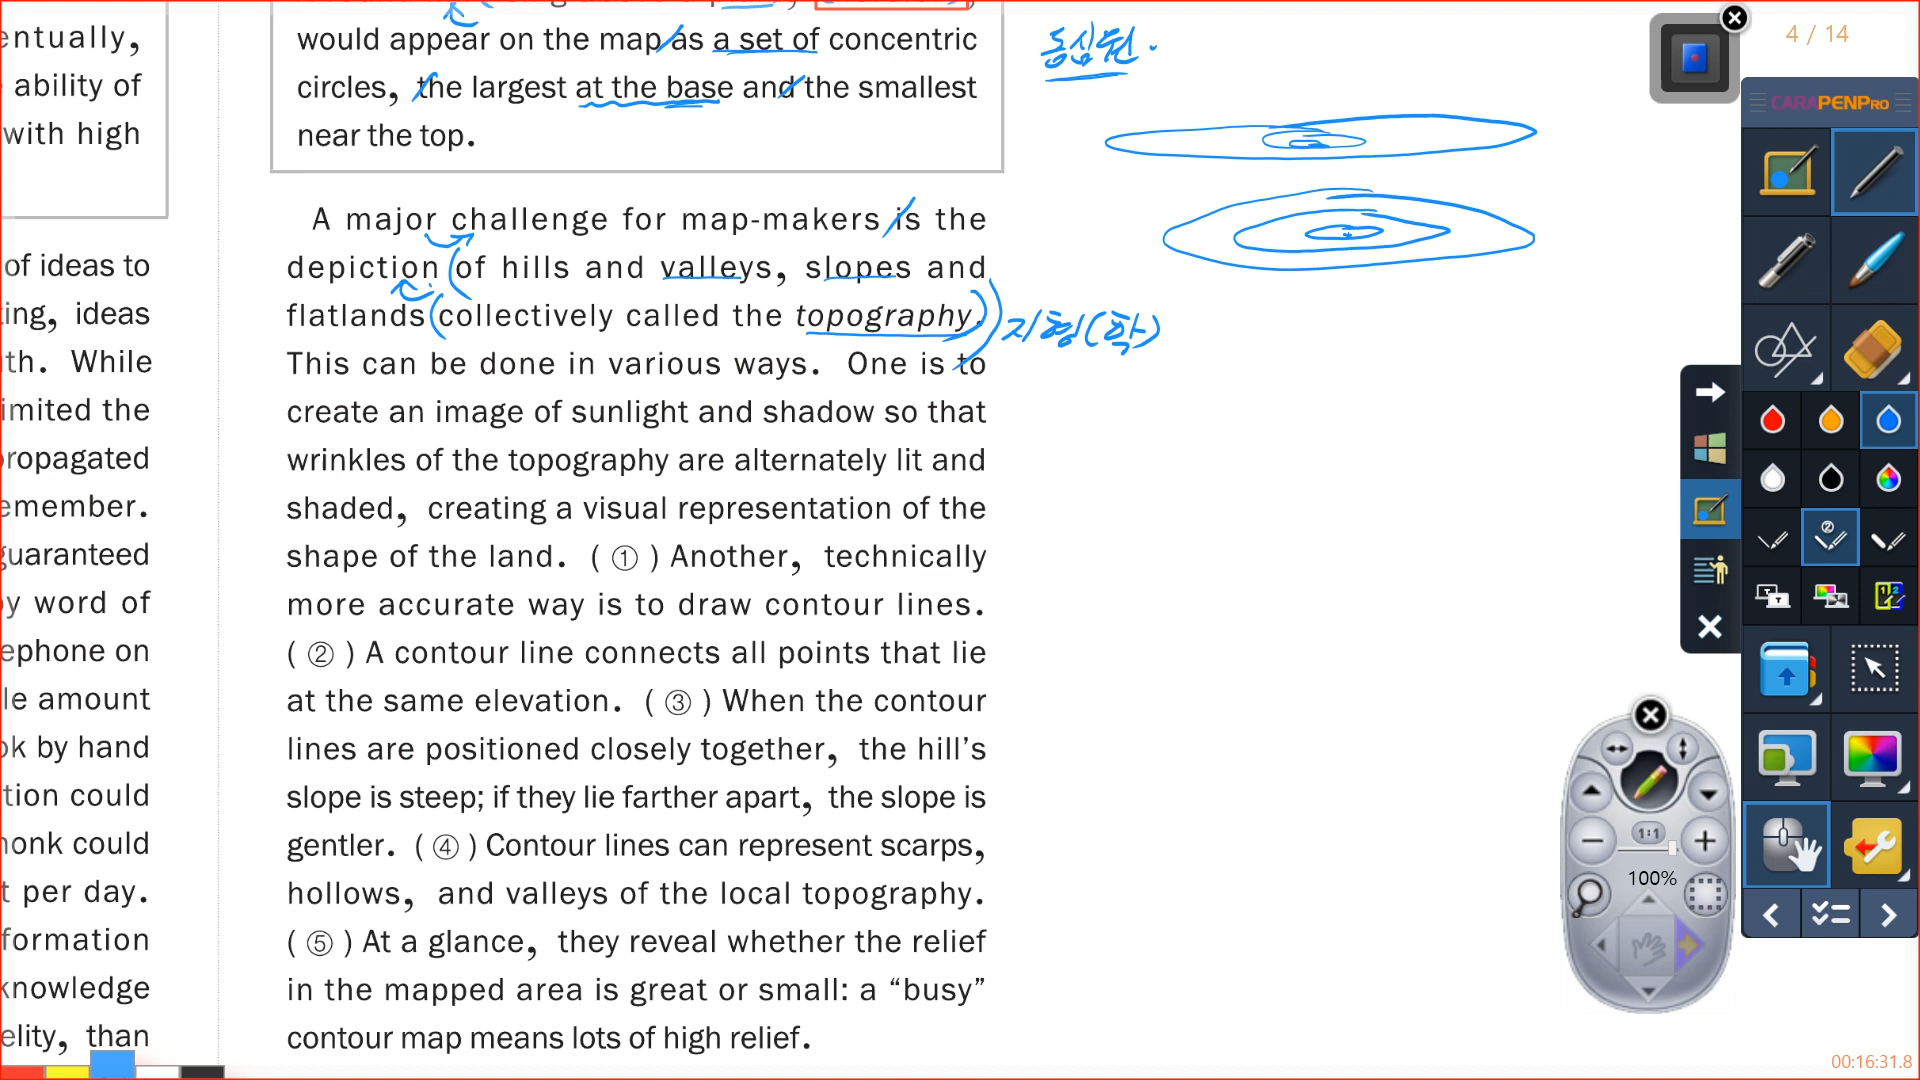 would appear on the map as a set of concentric
circles, the largest at the base and the smallest
near the top.
동심원.
entually,
ability of
with high
A major challenge for map-makers is the
depiction of hills and valleys, slopes and
flatlands (collectively called the topography).
지형(학)
This can be done in various ways. One is to
create an image of sunlight and shadow so that
wrinkles of the topography are alternately lit and
shaded, creating a visual representation of the
shape of the land. ( ① ) Another, technically
more accurate way is to draw contour lines.
( ② ) A contour line connects all points that lie
at the same elevation. ( ③ ) When the contour
lines are positioned closely together, the hill’s
slope is steep; if they lie farther apart, the slope is
gentler. ( ④ ) Contour lines can represent scarps,
hollows, and valleys of the local topography.
( ⑤ ) At a glance, they reveal whether the relief
in the mapped area is great or small: a “busy”
contour map means lots of high relief.
of ideas to
ting, ideas
th. While
imited the
propagated
emember.
guaranteed
by word of
ephone on
le amount
ok by hand
tion could
monk could
t per day.
formation
knowledge
elity, than
4 / 14
CARAPENPRO
②
1:1
100%
00:16:31.8